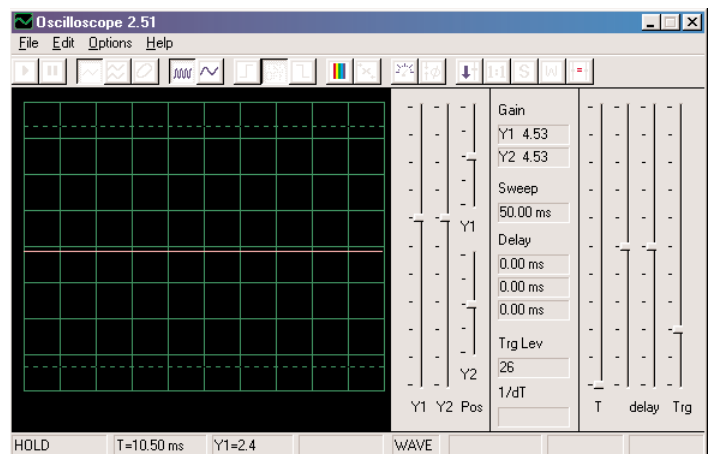 Oscilloscope 2.51
File Edit Options Help
1:1 S W
Gain
Y1 4.53
Y2 4.53
Sweep
50.00 ms
Delay
0.00 ms
0.00 ms
0.00 ms
Trg Lev
26
1/dT
Y1
Y2
Y1 Y2 Pos
T delay Trg
HOLD T=10.50 ms Y1=2.4 WAVE